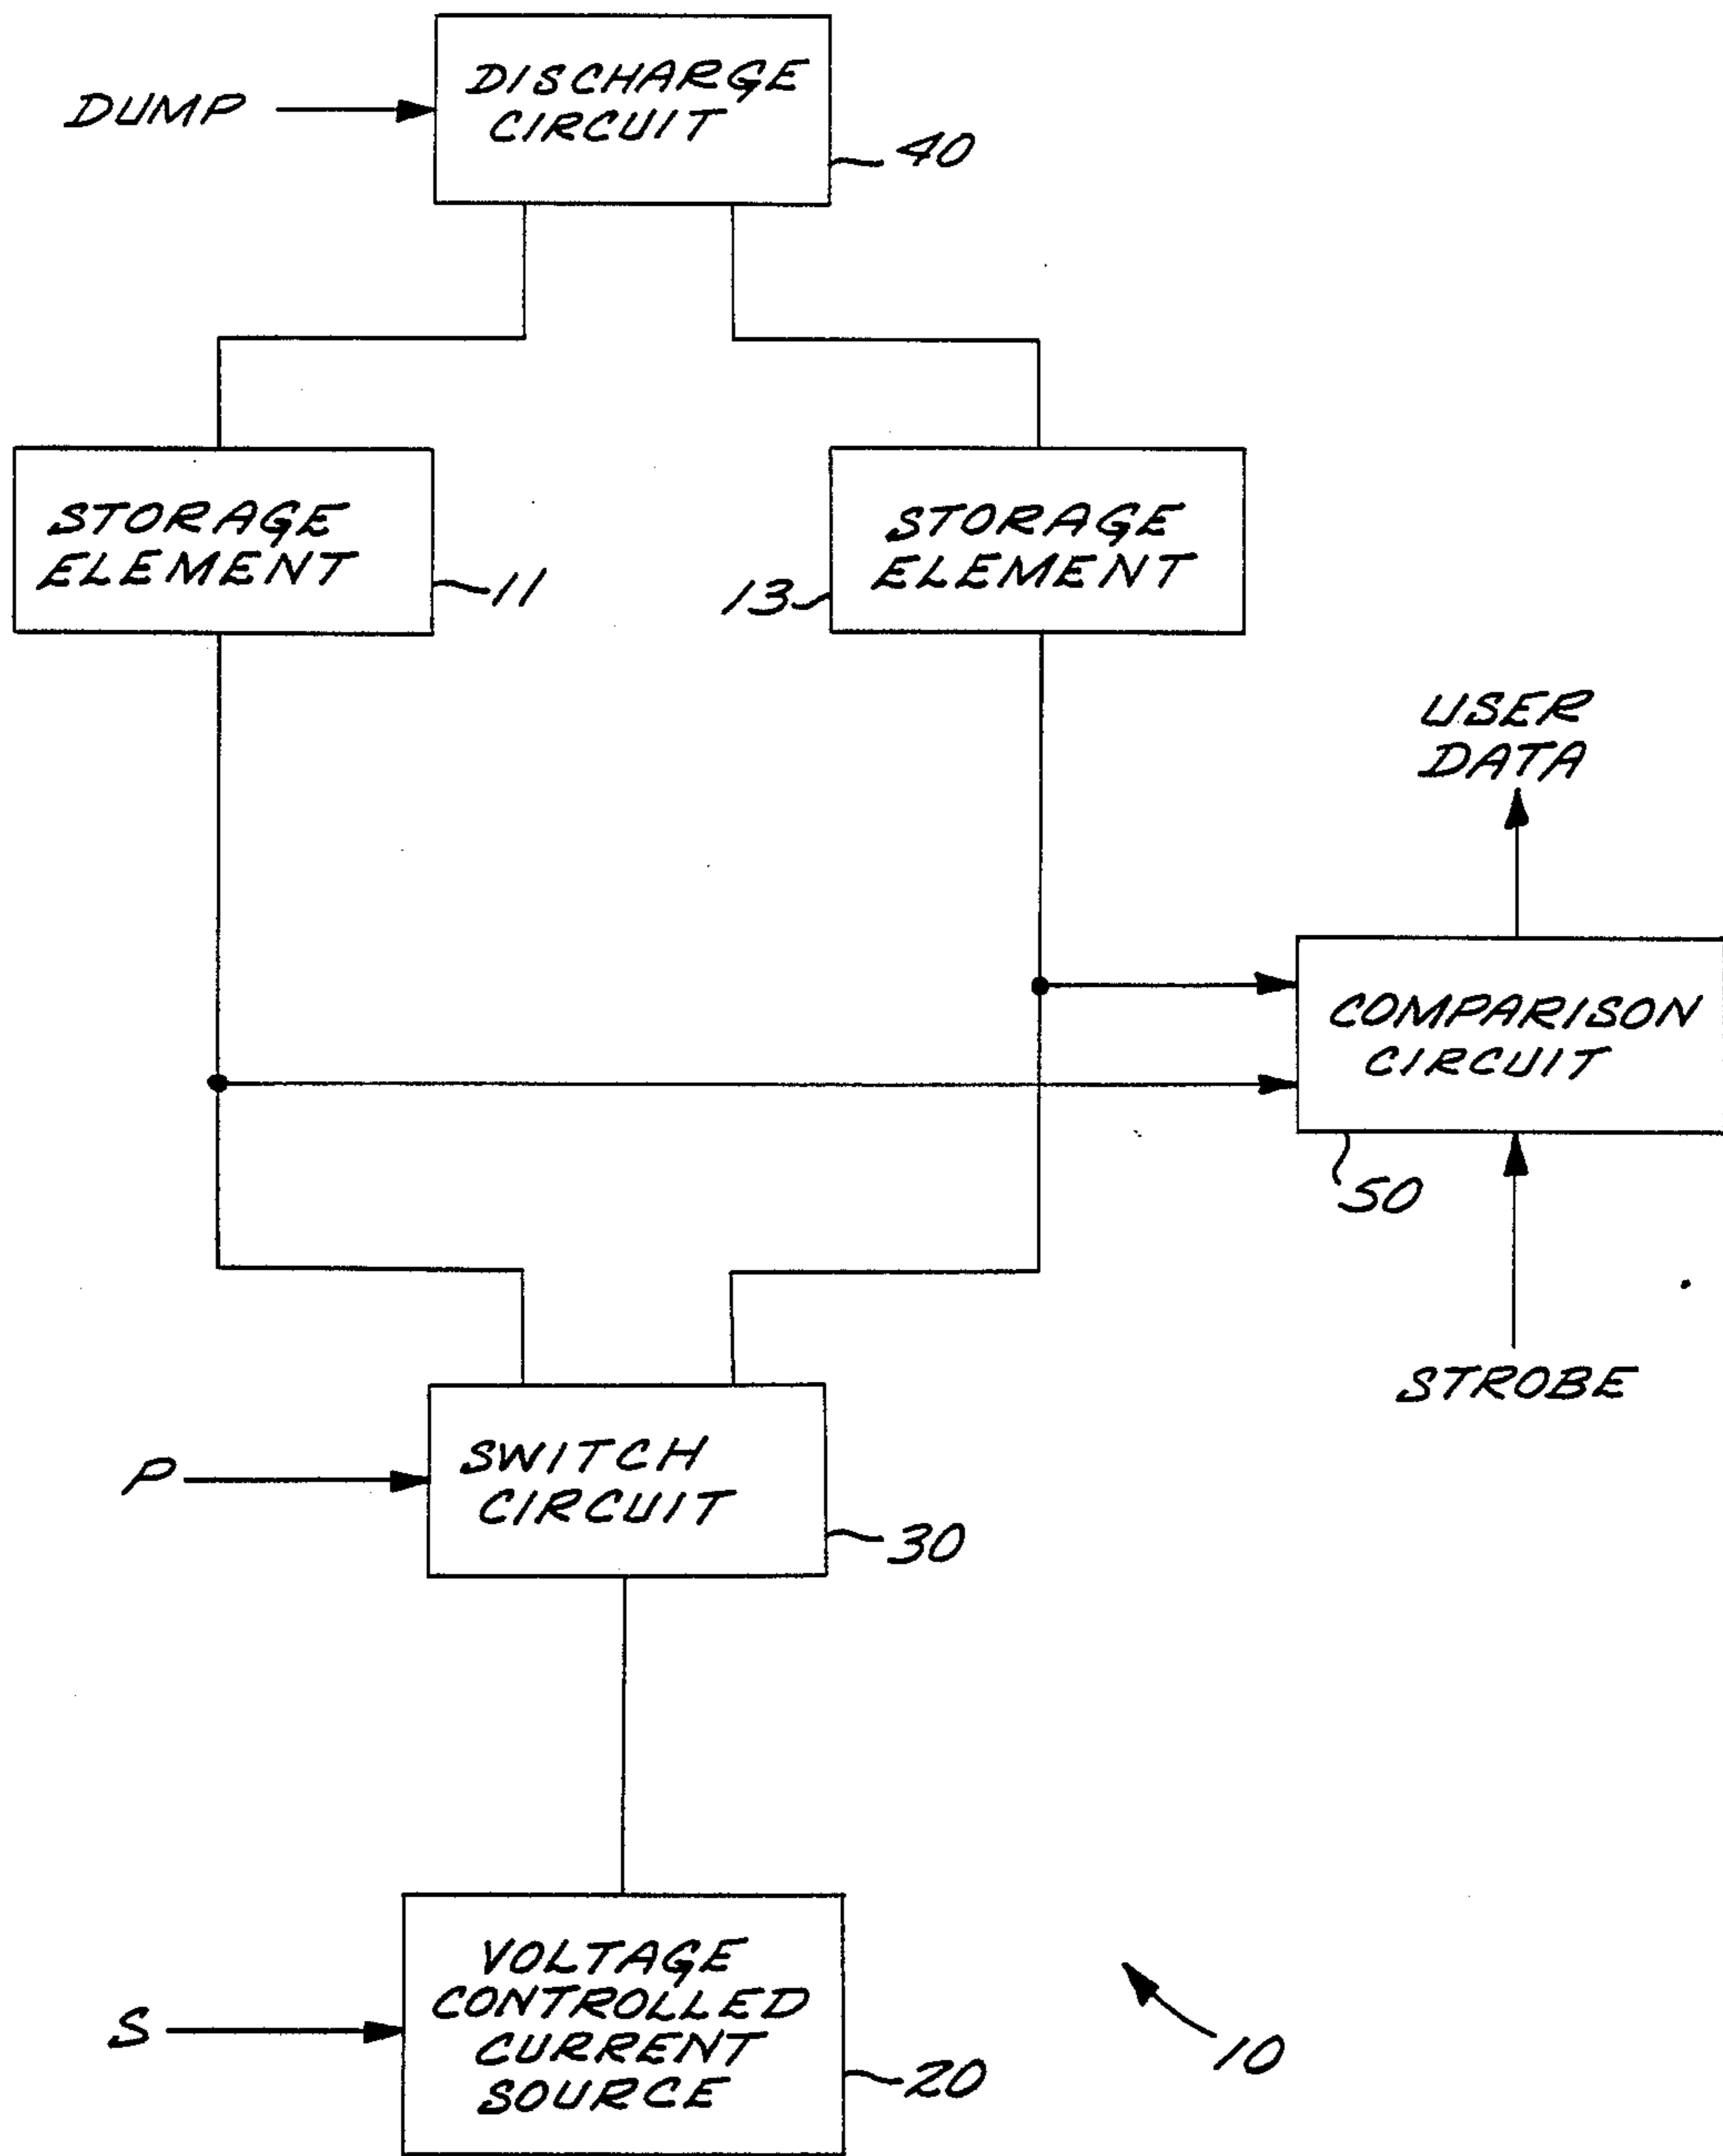 DISCHARGE
CIRCUIT
DUMP
40
STORAGE
ELEMENT
11
STORAGE
ELEMENT
13
USER
DATA
COMPARISON
CIRCUIT
50
STROBE
P
SWITCH
CIRCUIT
30
VOLTAGE
CONTROLLED
CURRENT
SOURCE
S
20
10